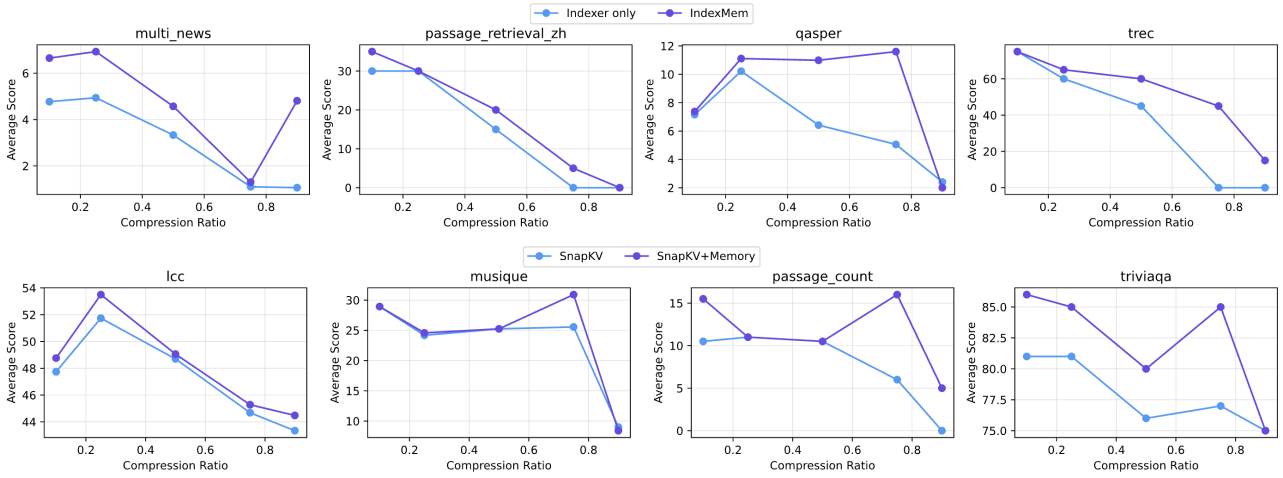 Indexer only IndexMem
multi_news
6
4
2
0.2 0.4 0.6 0.8
Average Score
Compression Ratio
passage_retrieval_zh
30
20
10
0
0.2 0.4 0.6 0.8
Average Score
Compression Ratio
qasper
12
10
8
6
4
2
0.2 0.4 0.6 0.8
Average Score
Compression Ratio
trec
60
40
20
0
0.2 0.4 0.6 0.8
Average Score
Compression Ratio
SnapKV SnapKV+Memory
lcc
54
52
50
48
46
44
0.2 0.4 0.6 0.8
Average Score
Compression Ratio
musique
30
25
20
15
10
0.2 0.4 0.6 0.8
Average Score
Compression Ratio
passage_count
15
10
5
0
0.2 0.4 0.6 0.8
Average Score
Compression Ratio
triviaqa
85.0
82.5
80.0
77.5
75.0
0.2 0.4 0.6 0.8
Average Score
Compression Ratio